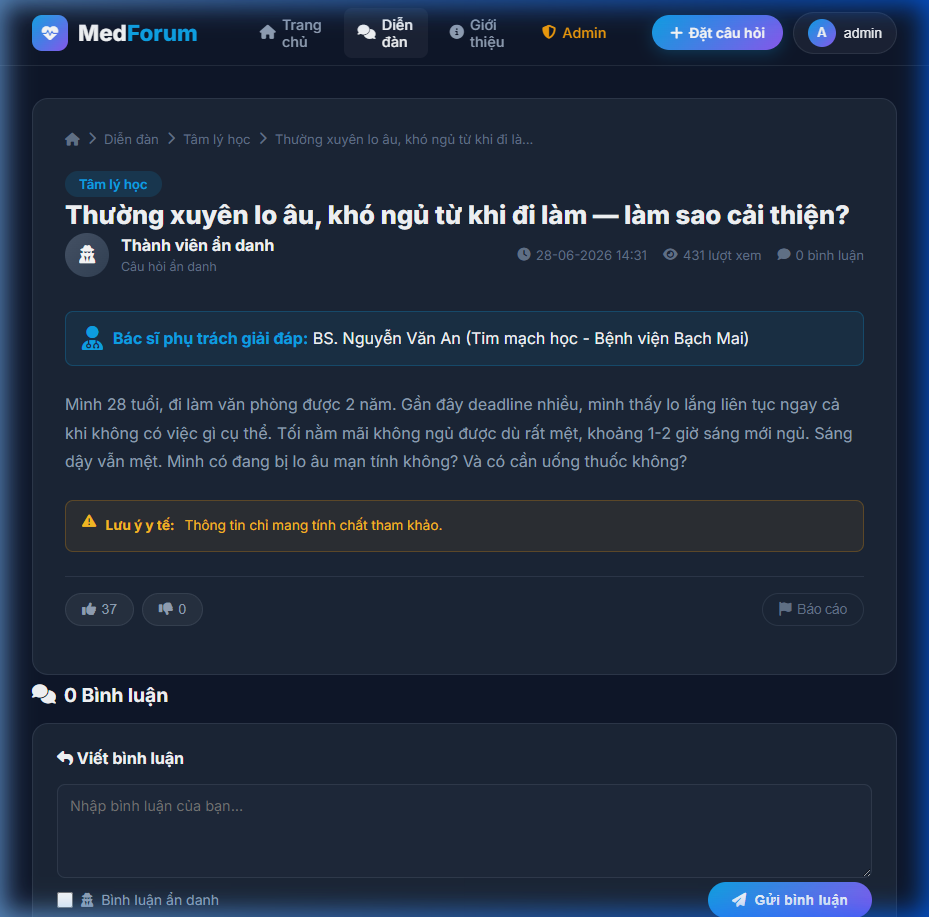 MedForum
Trang chủ
Diễn đàn
Giới thiệu
Admin
+ Đặt câu hỏi
A admin
Diễn đàn > Tâm lý học > Thường xuyên lo âu, khó ngủ từ khi đi là...
Tâm lý học
Thường xuyên lo âu, khó ngủ từ khi đi làm — làm sao cải thiện?
Thành viên ẩn danh
Câu hỏi ẩn danh
28-06-2026 14:31 431 lượt xem 0 bình luận
Bác sĩ phụ trách giải đáp: BS. Nguyễn Văn An (Tim mạch học - Bệnh viện Bạch Mai)
Mình 28 tuổi, đi làm văn phòng được 2 năm. Gần đây deadline nhiều, mình thấy lo lắng liên tục ngay cả
khi không có việc gì cụ thể. Tối nằm mãi không ngủ được dù rất mệt, khoảng 1-2 giờ sáng mới ngủ. Sáng
dậy vẫn mệt. Mình có đang bị lo âu mạn tính không? Và có cần uống thuốc không?
Lưu ý y tế: Thông tin chỉ mang tính chất tham khảo.
37 0 Báo cáo
0 Bình luận
Viết bình luận
Nhập bình luận của bạn...
Bình luận ẩn danh
Gửi bình luận